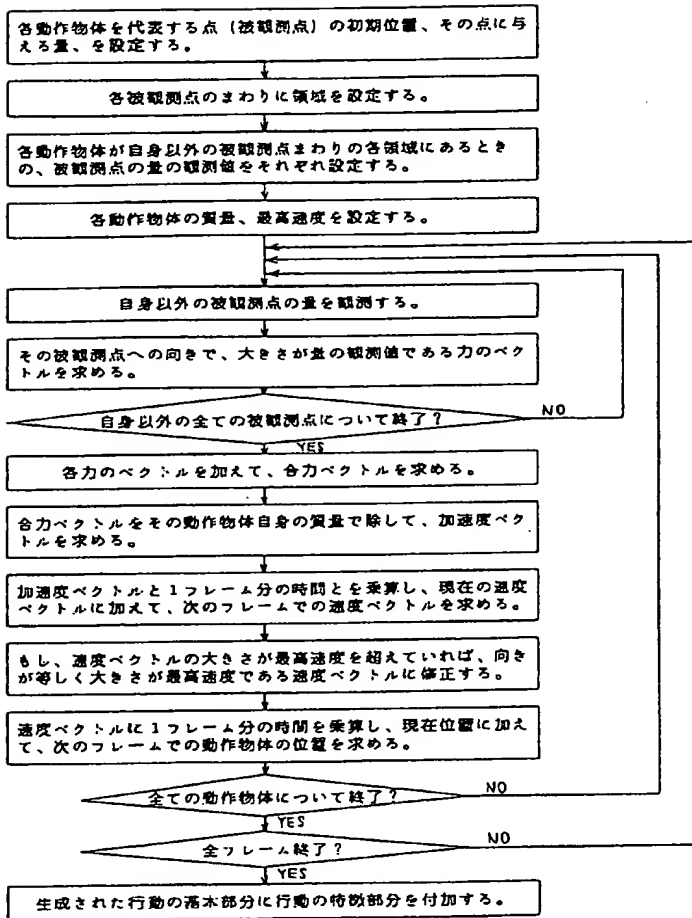 各動作物体を代表する点（被観測点）の初期位置、その点に与
える量、を設定する。
各被観測点のまわりに領域を設定する。
各動作物体が自身以外の被観測点まわりの各領域にあるとき
の、被観測点の量の観測値をそれぞれ設定する。
各動作物体の質量、最高速度を設定する。
自身以外の被観測点の量を観測する。
その被観測点への向きで、大きさが量の観測値である力のベク
トルを求める。
自身以外の全ての被観測点について終了？
NO
YES
各力のベクトルを加えて、合力ベクトルを求める。
合力ベクトルをその動作物体自身の質量で除して、加速度ベク
トルを求める。
加速度ベクトルと１フレーム分の時間とを乗算し、現在の速度
ベクトルに加えて、次のフレームでの速度ベクトルを求める。
もし、速度ベクトルの大きさが最高速度を超えていれば、向き
が等しく大きさが最高速度である速度ベクトルに修正する。
速度ベクトルに１フレーム分の時間を乗算し、現在位置に加え
て、次のフレームでの動作物体の位置を求める。
全ての動作物体について終了？
NO
YES
全フレーム終了？
NO
YES
生成された行動の基本部分に行動の特徴部分を付加する。